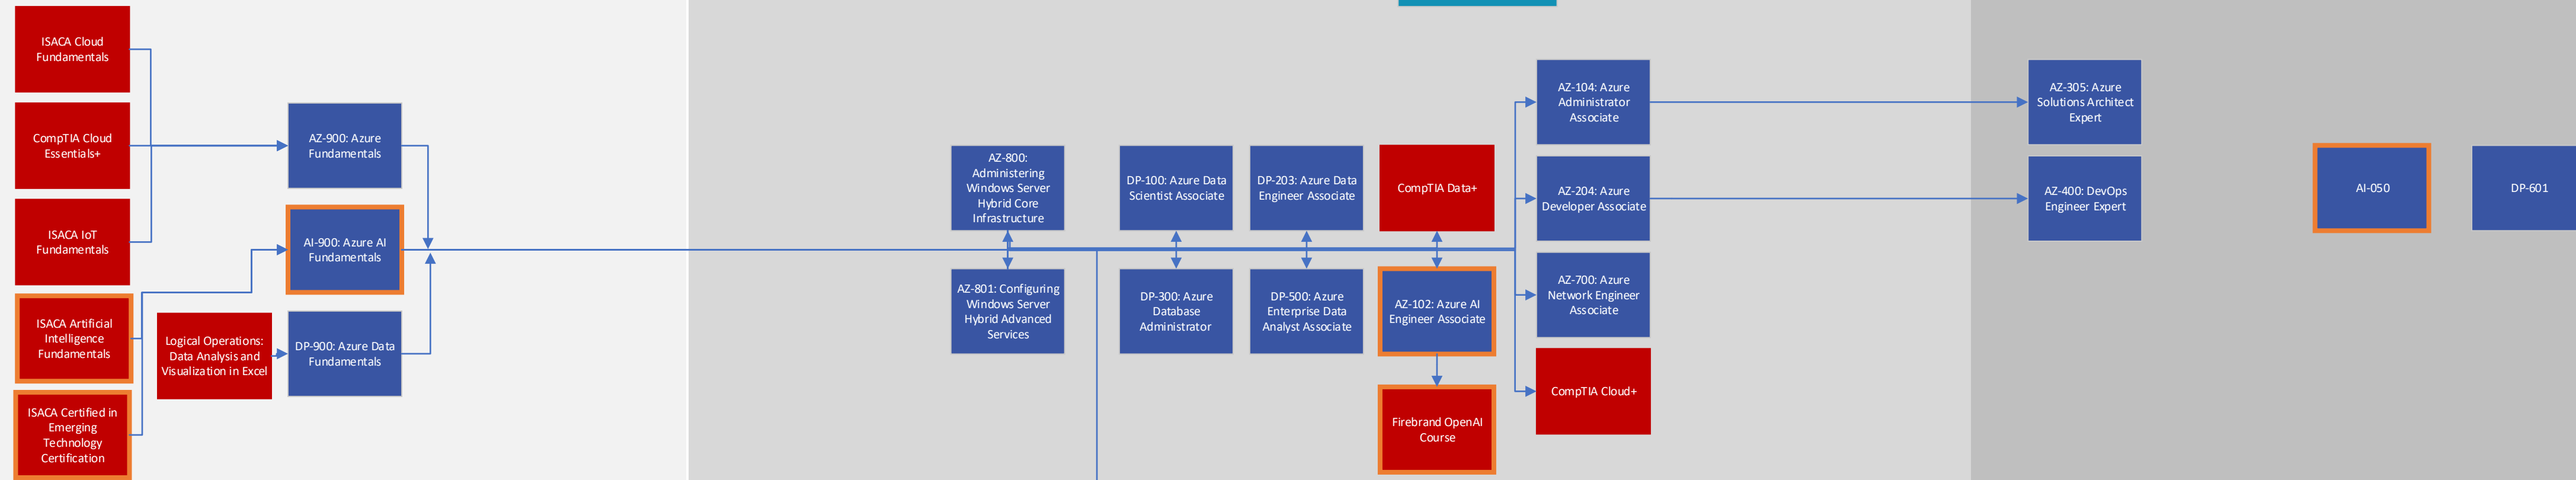 ISACA Cloud
Fundamentals
CompTIA Cloud
Essentials+
ISACA IoT
Fundamentals
ISACA Artificial
Intelligence
Fundamentals
ISACA Certified in
Emerging
Technology
Certification
Logical Operations:
Data Analysis and
Visualization in Excel
AZ-900: Azure
Fundamentals
AI-900: Azure AI
Fundamentals
DP-900: Azure Data
Fundamentals
AZ-800:
Administering
Windows Server
Hybrid Core
Infrastructure
AZ-801: Configuring
Windows Server
Hybrid Advanced
Services
DP-100: Azure Data
Scientist Associate
DP-300: Azure
Database
Administrator
DP-203: Azure Data
Engineer Associate
DP-500: Azure
Enterprise Data
Analyst Associate
CompTIA Data+
AZ-102: Azure AI
Engineer Associate
Firebrand OpenAI
Course
AZ-104: Azure
Administrator
Associate
AZ-204: Azure
Developer Associate
AZ-700: Azure
Network Engineer
Associate
CompTIA Cloud+
AZ-305: Azure
Solutions Architect
Expert
AZ-400: DevOps
Engineer Expert
AI-050
DP-601